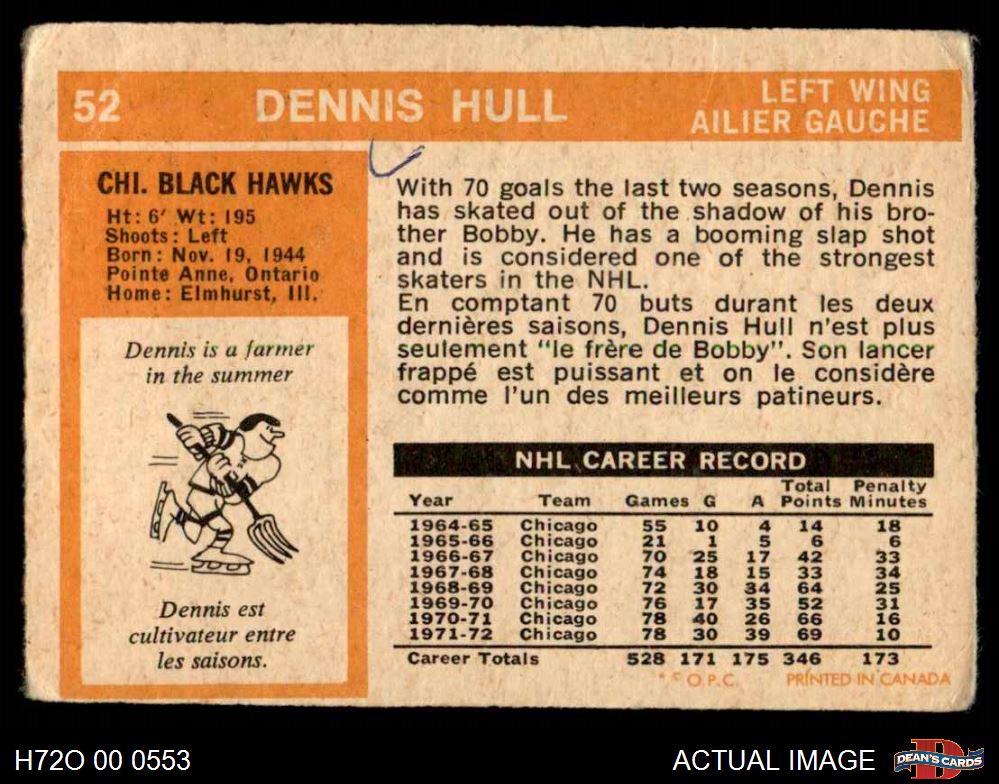 52 DENNIS HULL
LEFT WING
AILIER GAUCHE
CHI. BLACK HAWKS
Ht: 6' Wt: 195
Shoots: Left
Born: Nov. 19, 1944
Pointe Anne, Ontario
Home: Elmhurst, Ill.
Dennis is a farmer
in the summer
Dennis est
cultivateur entre
les saisons.
With 70 goals the last two seasons, Dennis
has skated out of the shadow of his bro-
ther Bobby. He has a booming slap shot
and is considered one of the strongest
skaters in the NHL.
En comptant 70 buts durant les deux
dernières saisons, Dennis Hull n'est plus
seulement "le frère de Bobby". Son lancer
frappé est puissant et on le considère
comme l'un des meilleurs patineurs.
NHL CAREER RECORD
Year Team Games G A Total Points Penalty Minutes
1964-65 Chicago 55 10 4 14 18
1965-66 Chicago 21 1 5 6 6
1966-67 Chicago 70 25 17 42 33
1967-68 Chicago 74 18 15 33 34
1968-69 Chicago 72 30 34 64 25
1969-70 Chicago 76 17 35 52 31
1970-71 Chicago 78 40 26 66 16
1971-72 Chicago 78 30 39 69 10
Career Totals 528 171 175 346 173
* © O.P.C. PRINTED IN CANADA
H72O 00 0553
ACTUAL IMAGE
DEAN'S CARDS